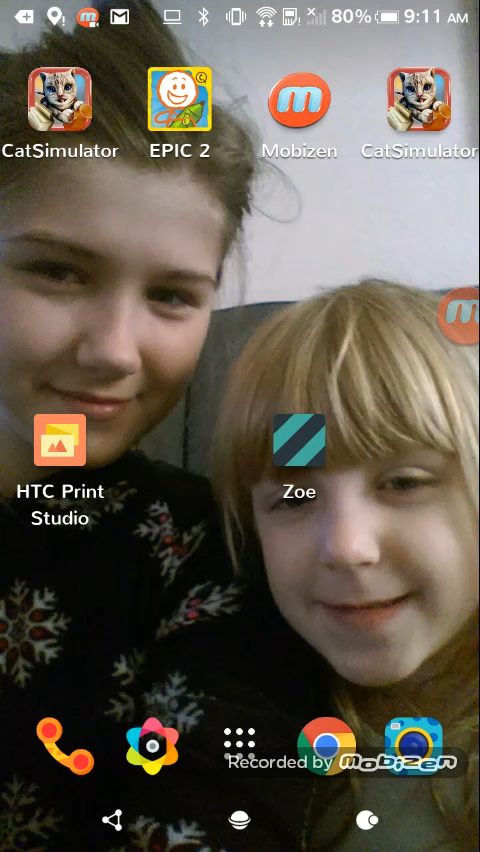 80% 9:11 AM
CatSimulator EPIC 2 Mobizen CatSimulator
HTC Print
Studio
Zoe
Recorded by Mobizen